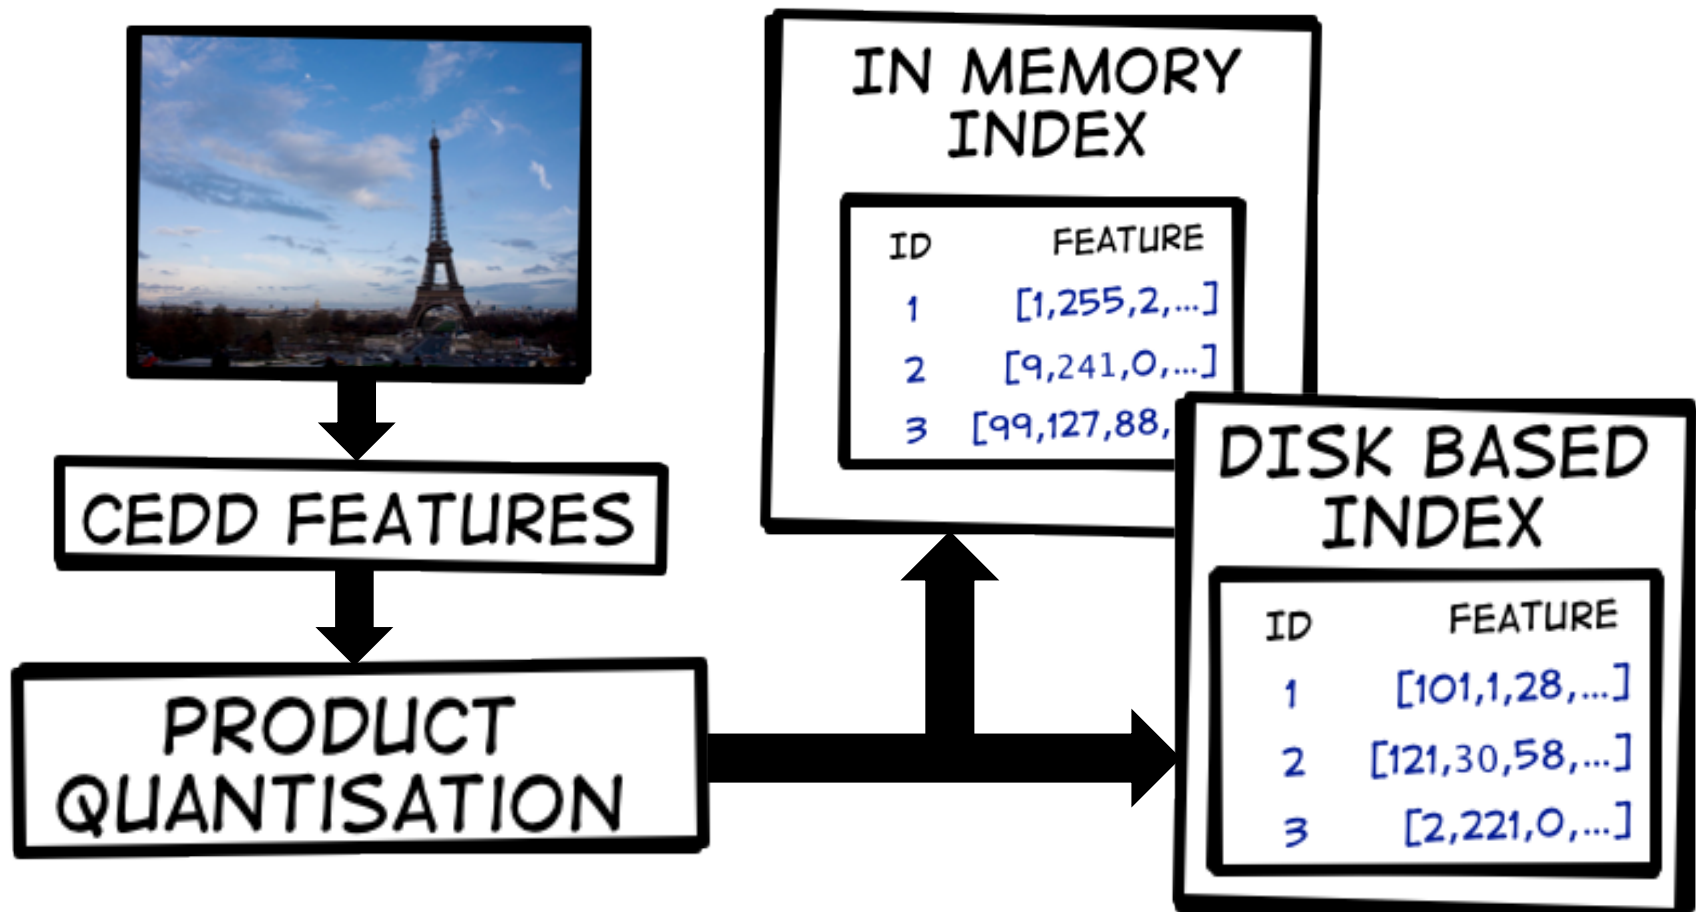 CEDD FEATURES
PRODUCT
QUANTISATION
IN MEMORY
INDEX
ID FEATURE
1 [1,255,2,...]
2 [9,241,0,...]
3 [99,127,88,
DISK BASED
INDEX
ID FEATURE
1 [101,1,28,...]
2 [121,30,58,...]
3 [2,221,0,...]